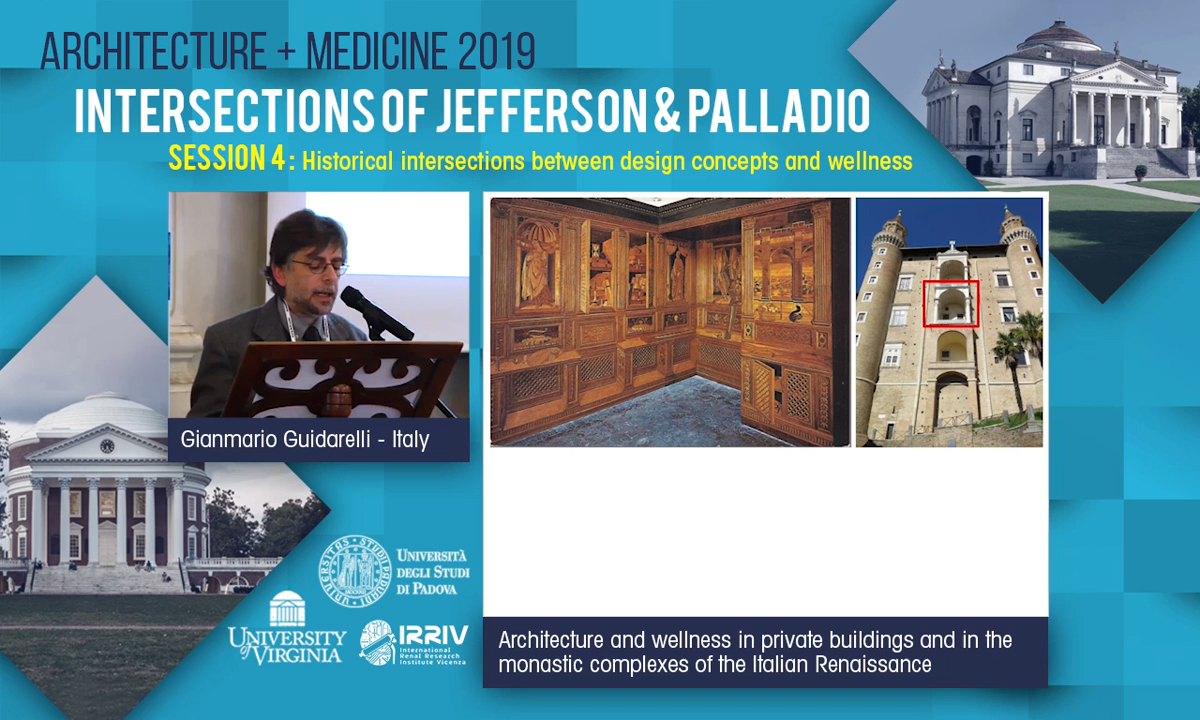 ARCHITECTURE + MEDICINE 2019
INTERSECTIONS OF JEFFERSON & PALLADIO
SESSION 4: Historical intersections between design concepts and wellness
Gianmario Guidarelli - Italy
UNIVERSITÀ
DEGLI STUDI
DI PADOVA
UNIVERSITY
of VIRGINIA
IRRIV
International
Renal Research
Institute Vicenza
Architecture and wellness in private buildings and in the
monastic complexes of the Italian Renaissance